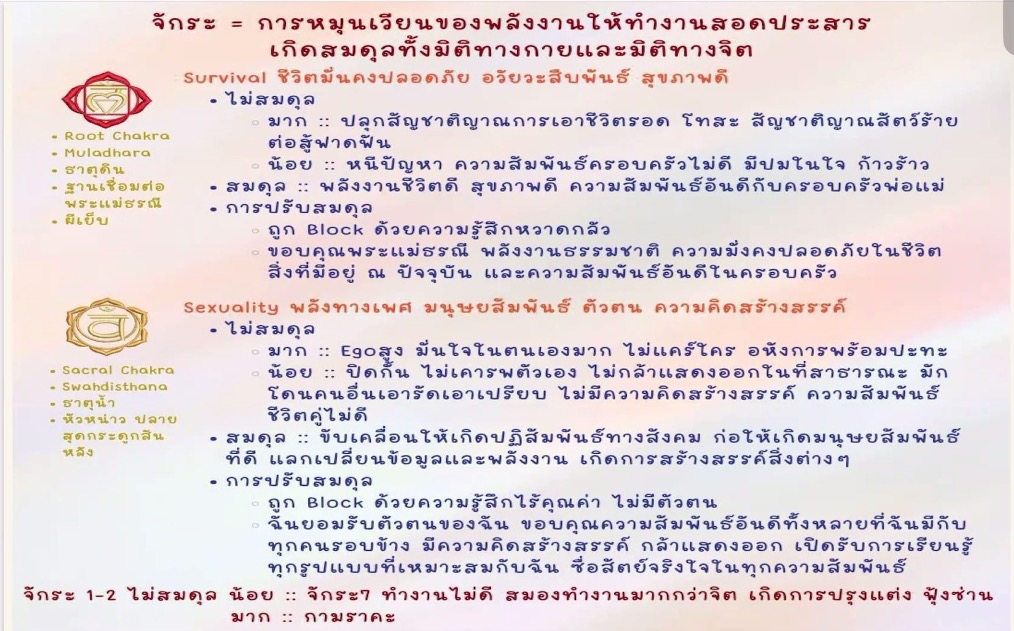 จักระ = การหมุนเวียนของพลังงานให้ทำงานสอดประสาร
เกิดสมดุลทั้งมิติทางกายและมิติทางจิต
Survival ชีวิตมั่นคงปลอดภัย อวัยวะสืบพันธ์ สุขภาพดี
• ไม่สมดุล
○ มาก :: ปลุกสัญชาติญาณการเอาชีวิตรอด โทสะ สัญชาติญาณสัตว์ร้าย
ต่อสู้ฟาดฟัน
○ น้อย :: หนีปัญหา ความสัมพันธ์ครอบครัวไม่ดี มีปมในใจ ก้าวร้าว
• สมดุล :: พลังงานชีวิตดี สุขภาพดี ความสัมพันธ์อันดีกับครอบครัวพ่อแม่
• การปรับสมดุล
○ ถูก Block ด้วยความรู้สึกหวาดกลัว
○ ขอบคุณพระแม่ธรณี พลังงานธรรมชาติ ความมั่งคงปลอดภัยในชีวิต
สิ่งที่มีอยู่ ณ ปัจจุบัน และความสัมพันธ์อันดีในครอบครัว
• Root Chakra
• Muladhara
• ธาตุดิน
• ฐานเชื่อมต่อ
พระแม่ธรณี
• ฝีเย็บ
Sexuality พลังทางเพศ มนุษยสัมพันธ์ ตัวตน ความคิดสร้างสรรค์
• ไม่สมดุล
○ มาก :: Egoสูง มั่นใจในตนเองมาก ไม่แคร์ใคร อหังการพร้อมปะทะ
○ น้อย :: ปิดกั้น ไม่เคารพตัวเอง ไม่กล้าแสดงออกในที่สาธารณะ มัก
โดนคนอื่นเอารัดเอาเปรียบ ไม่มีความคิดสร้างสรรค์ ความสัมพันธ์
ชีวิตคู่ไม่ดี
• สมดุล :: ขับเคลื่อนให้เกิดปฏิสัมพันธ์ทางสังคม ก่อให้เกิดมนุษยสัมพันธ์
ที่ดี แลกเปลี่ยนข้อมูลและพลังงาน เกิดการสร้างสรรค์สิ่งต่างๆ
• การปรับสมดุล
○ ถูก Block ด้วยความรู้สึกไร้คุณค่า ไม่มีตัวตน
○ ฉันยอมรับตัวตนของฉัน ขอบคุณความสัมพันธ์อันดีทั้งหลายที่ฉันมีกับ
ทุกคนรอบข้าง มีความคิดสร้างสรรค์ กล้าแสดงออก เปิดรับการเรียนรู้
ทุกรูปแบบที่เหมาะสมกับฉัน ซื่อสัตย์จริงใจในทุกความสัมพันธ์
• Sacral Chakra
• Swahdisthana
• ธาตุน้ำ
• หัวหน่าว ปลาย
สุดกระดูกสัน
หลัง
จักระ 1-2 ไม่สมดุล น้อย :: จักระ7 ทำงานไม่ดี สมองทำงานมากกว่าจิต เกิดการปรุงแต่ง ฟุ้งซ่าน
มาก :: กามราคะ